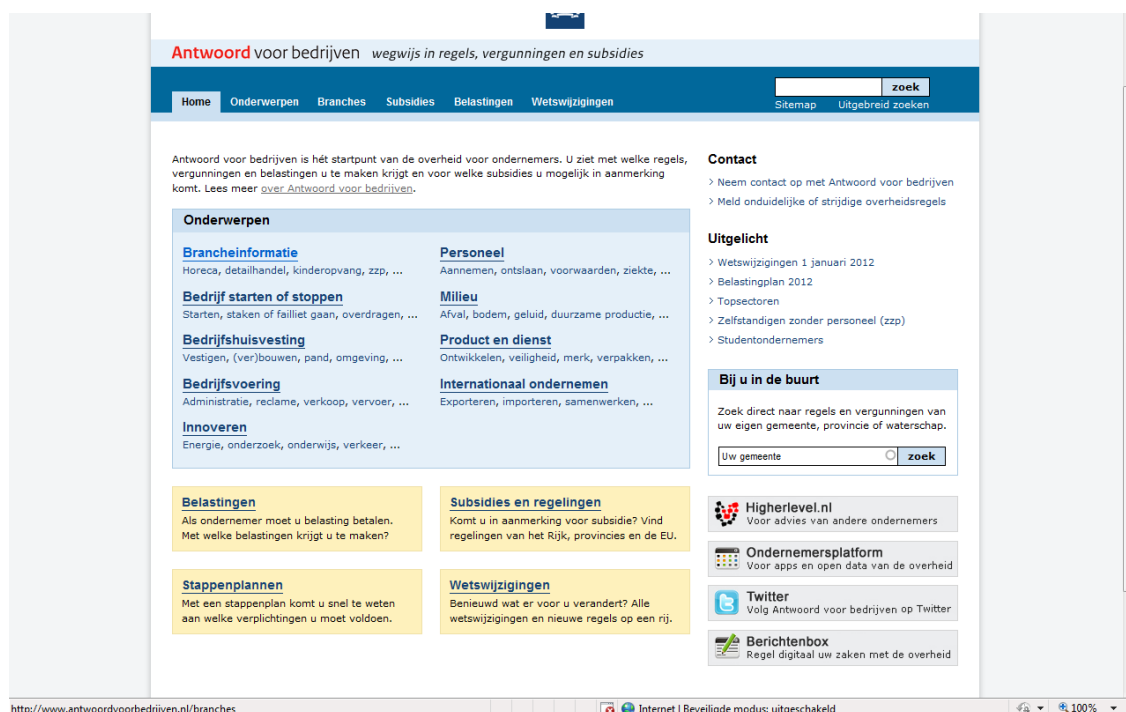 Antwoord voor bedrijven wegwijs in regels, vergunningen en subsidies
zoek
Home Onderwerpen Branches Subsidies Belastingen Wetswijzigingen
Sitemap Uitgebreid zoeken
Antwoord voor bedrijven is hét startpunt van de overheid voor ondernemers. U ziet met welke regels,
vergunningen en belastingen u te maken krijgt en voor welke subsidies u mogelijk in aanmerking
komt. Lees meer over Antwoord voor bedrijven.
Onderwerpen
Brancheinformatie
Horeca, detailhandel, kinderopvang, zzp, ...
Bedrijf starten of stoppen
Starten, staken of failliet gaan, overdragen, ...
Bedrijfshuisvesting
Vestigen, (ver)bouwen, pand, omgeving, ...
Bedrijfsvoering
Administratie, reclame, verkoop, vervoer, ...
Innoveren
Energie, onderzoek, onderwijs, verkeer, ...
Personeel
Aannemen, ontslaan, voorwaarden, ziekte, ...
Milieu
Afval, bodem, geluid, duurzame productie, ...
Product en dienst
Ontwikkelen, veiligheid, merk, verpakken, ...
Internationaal ondernemen
Exporteren, importeren, samenwerken, ...
Belastingen
Als ondernemer moet u belasting betalen.
Met welke belastingen krijgt u te maken?
Subsidies en regelingen
Komt u in aanmerking voor subsidie? Vind
regelingen van het Rijk, provincies en de EU.
Stappenplannen
Met een stappenplan komt u snel te weten
aan welke verplichtingen u moet voldoen.
Wetswijzigingen
Benieuwd wat er voor u verandert? Alle
wetswijzigingen en nieuwe regels op een rij.
Contact
> Neem contact op met Antwoord voor bedrijven
> Meld onduidelijke of strijdige overheidsregels
Uitgelicht
> Wetswijzigingen 1 januari 2012
> Belastingplan 2012
> Topsectoren
> Zelfstandigen zonder personeel (zzp)
> Studentondernemers
Bij u in de buurt
Zoek direct naar regels en vergunningen van
uw eigen gemeente, provincie of waterschap.
Uw gemeente zoek
Higherlevel.nl
Voor advies van andere ondernemers
Ondernemersplatform
Voor apps en open data van de overheid
Twitter
Volg Antwoord voor bedrijven op Twitter
Berichtenbox
Regel digitaal uw zaken met de overheid
http://www.antwoordvoorbedrijven.nl/branches Internet | Beveiligde modus: uitgeschakeld 100%